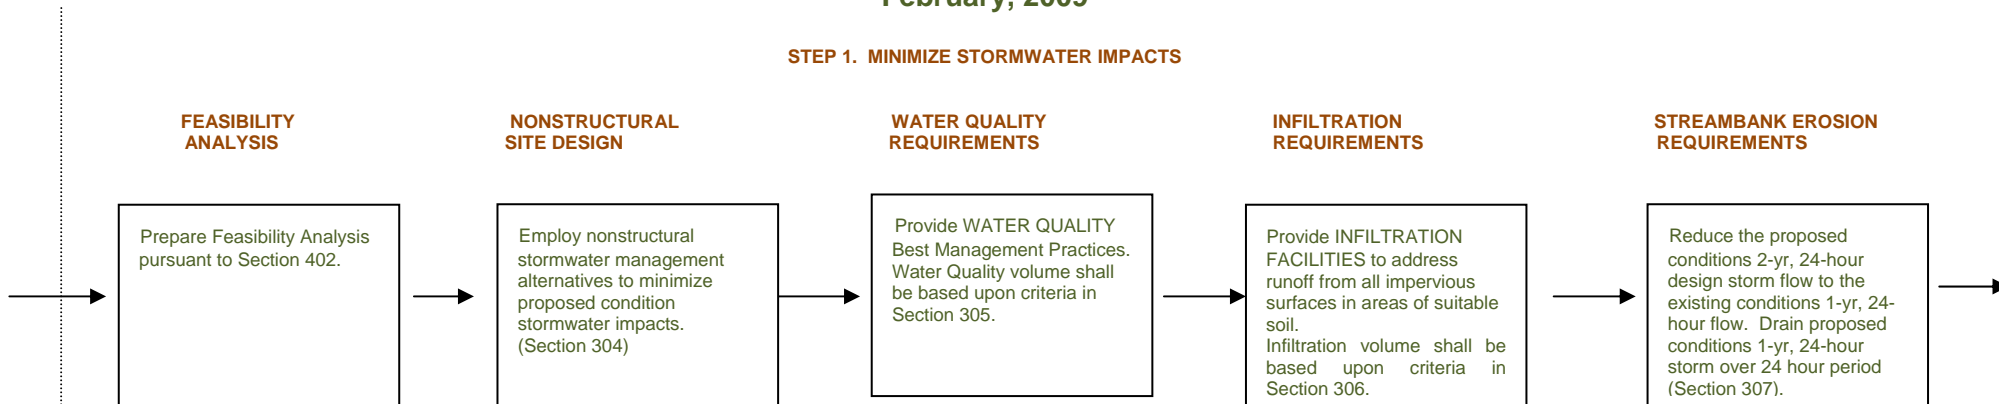 February, 2009
STEP 1.  MINIMIZE STORMWATER IMPACTS
FEASIBILITY
ANALYSIS
NONSTRUCTURAL
SITE DESIGN
WATER QUALITY
REQUIREMENTS
INFILTRATION
REQUIREMENTS
STREAMBANK EROSION
REQUIREMENTS
Prepare Feasibility Analysis
pursuant to Section 402.
Employ nonstructural
stormwater management
alternatives to minimize
proposed condition
stormwater impacts.
(Section 304)
Provide WATER QUALITY
Best Management Practices.
Water Quality volume shall
be based upon criteria in
Section 305.
Provide INFILTRATION
FACILITIES to address
runoff from all impervious
surfaces in areas of suitable
soil.
Infiltration volume shall be
based upon criteria in
Section 306.
Reduce the proposed
conditions 2-yr, 24-hour
design storm flow to the
existing conditions 1-yr, 24-
hour flow.  Drain proposed
conditions 1-yr, 24-hour
storm over 24 hour period
(Section 307).